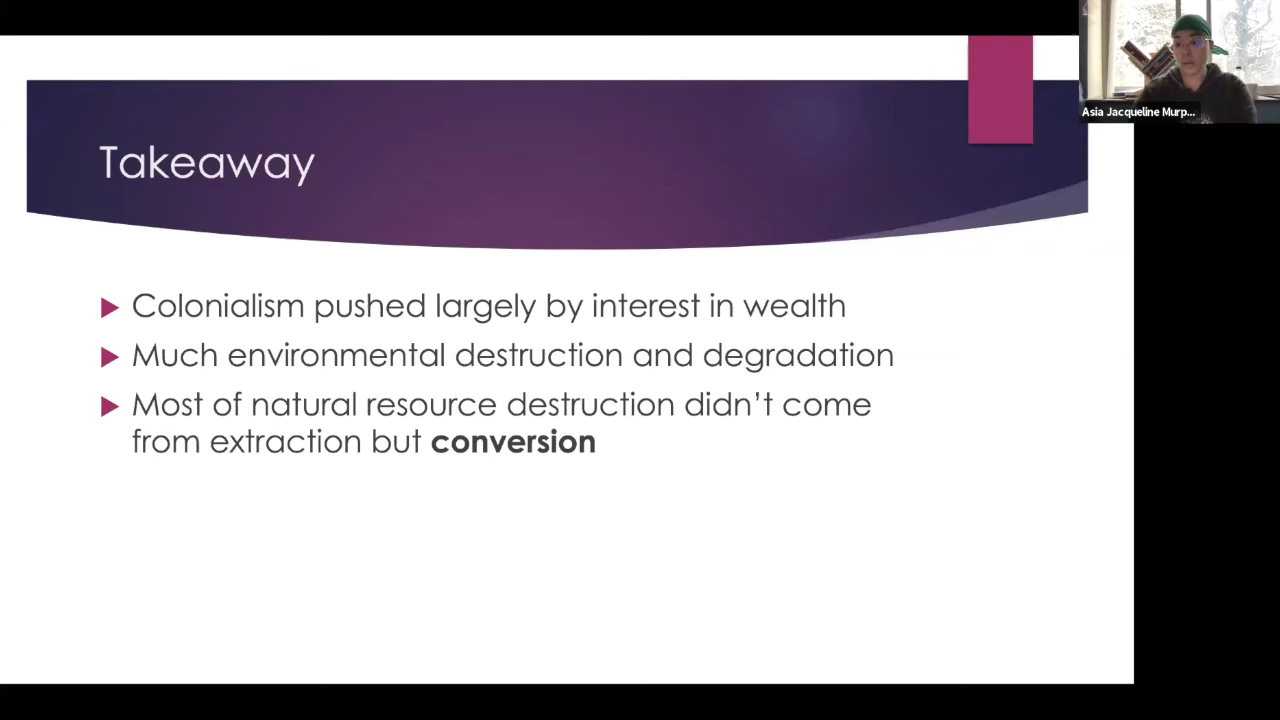 Asia Jacqueline Murp...
Takeaway
Colonialism pushed largely by interest in wealth
Much environmental destruction and degradation
Most of natural resource destruction didn’t come
from extraction but conversion